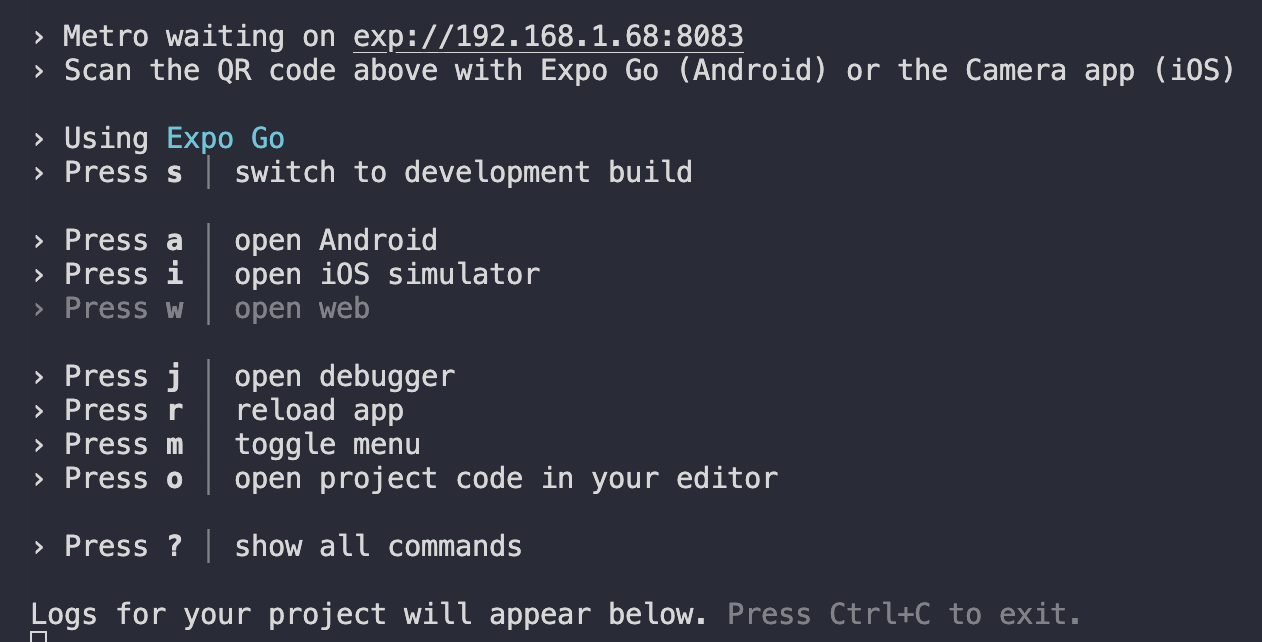 › Metro waiting on exp://192.168.1.68:8083
› Scan the QR code above with Expo Go (Android) or the Camera app (iOS)
› Using Expo Go
› Press s │ switch to development build
› Press a │ open Android
› Press i │ open iOS simulator
› Press w │ open web
› Press j │ open debugger
› Press r │ reload app
› Press m │ toggle menu
› Press o │ open project code in your editor
› Press ? │ show all commands
Logs for your project will appear below. Press Ctrl+C to exit.